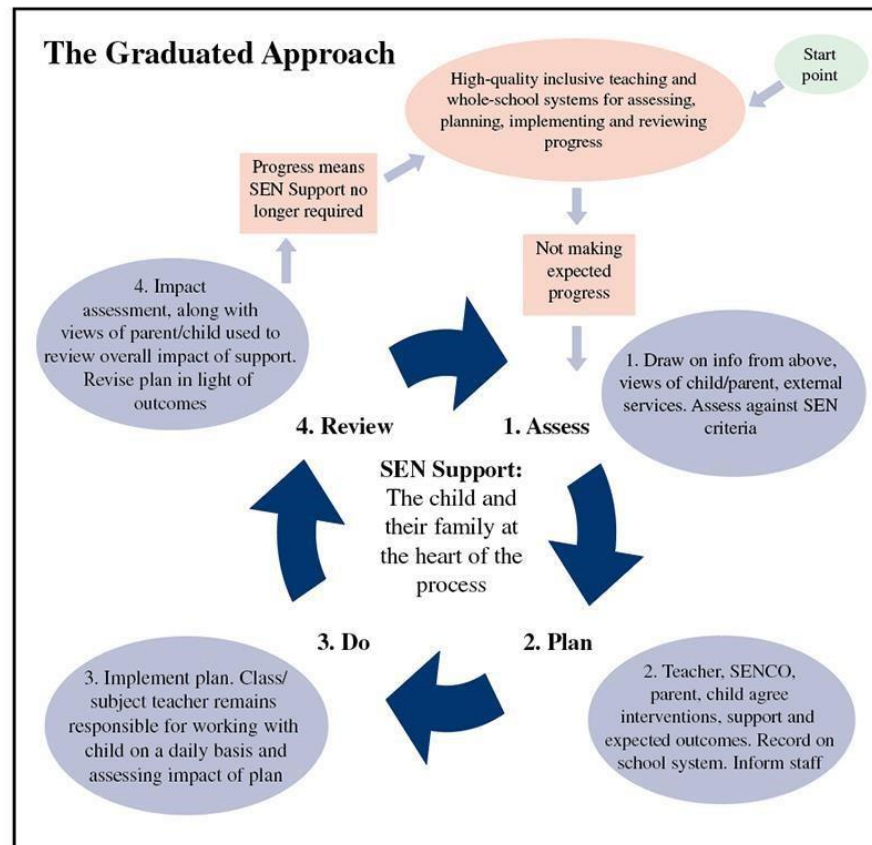 The Graduated Approach
Start
point
High-quality inclusive teaching and
whole-school systems for assessing,
planning, implementing and reviewing
progress
Progress means
SEN Support no
longer required
Not making
expected
progress
4. Impact
assessment, along with
views of parent/child used to
review overall impact of support.
Revise plan in light of
outcomes
1. Draw on info from above,
views of child/parent, external
services. Assess against SEN
criteria
4. Review
1. Assess
SEN Support:
The child and
their family at
the heart of the
process
3. Do
2. Plan
3. Implement plan. Class/
subject teacher remains
responsible for working with
child on a daily basis and
assessing impact of plan
2. Teacher, SENCO,
parent, child agree
interventions, support and
expected outcomes. Record on
school system. Inform staff